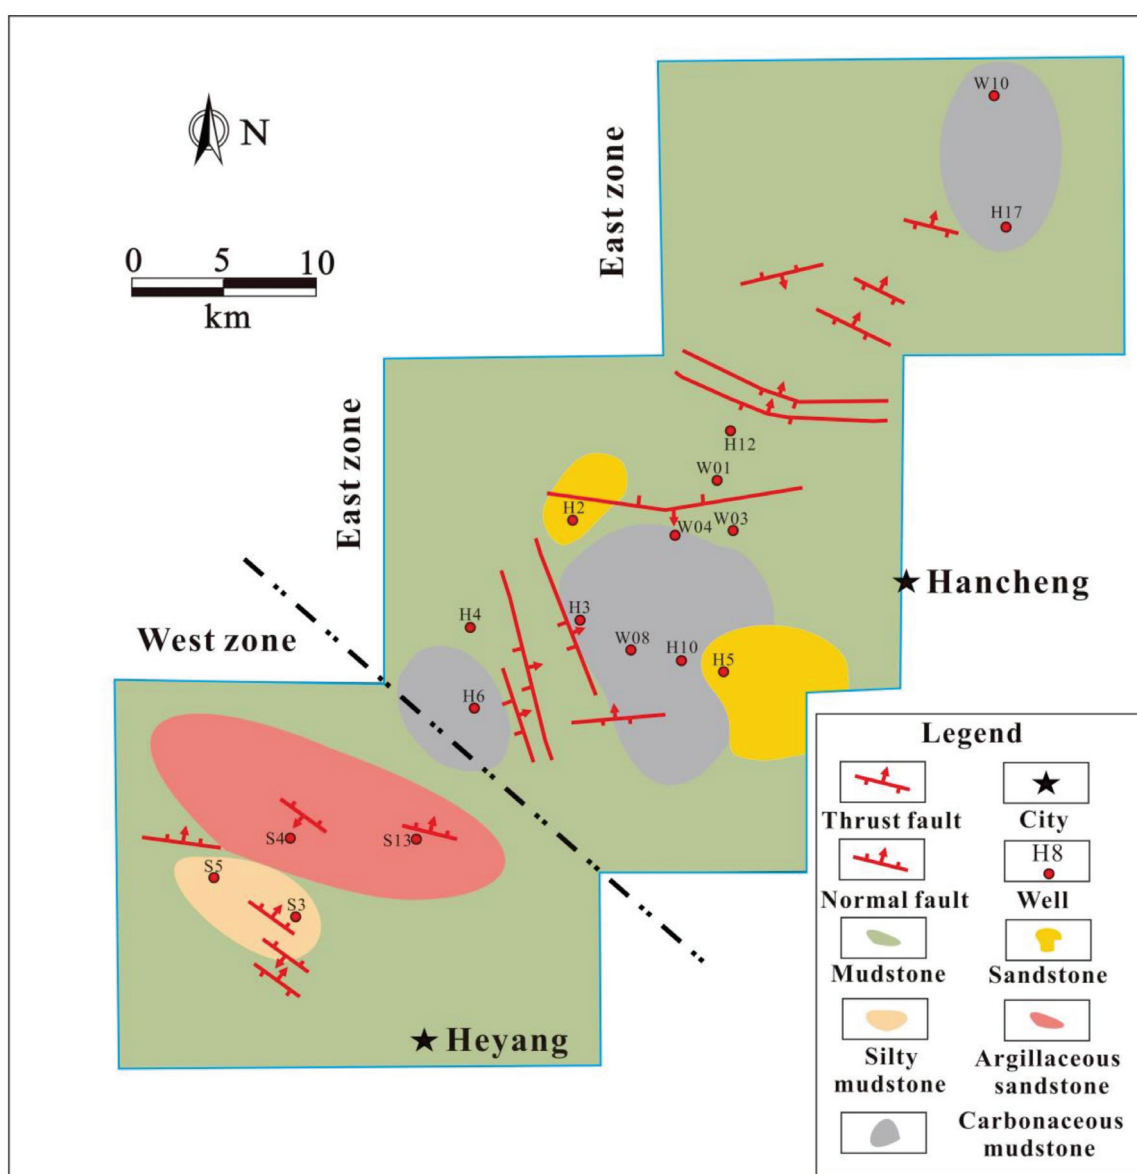 W10
N
East zone
H17
0 5 10
km
H12
W01
East zone
H2
W03
W04
Hancheng
H4
H3
West zone
W08
H10
H5
H6
S4
S13
S5
S3
Heyang
Legend
Thrust fault
City
H8
Normal fault
Well
Mudstone
Sandstone
Silty
mudstone
Argillaceous
sandstone
Carbonaceous
mudstone